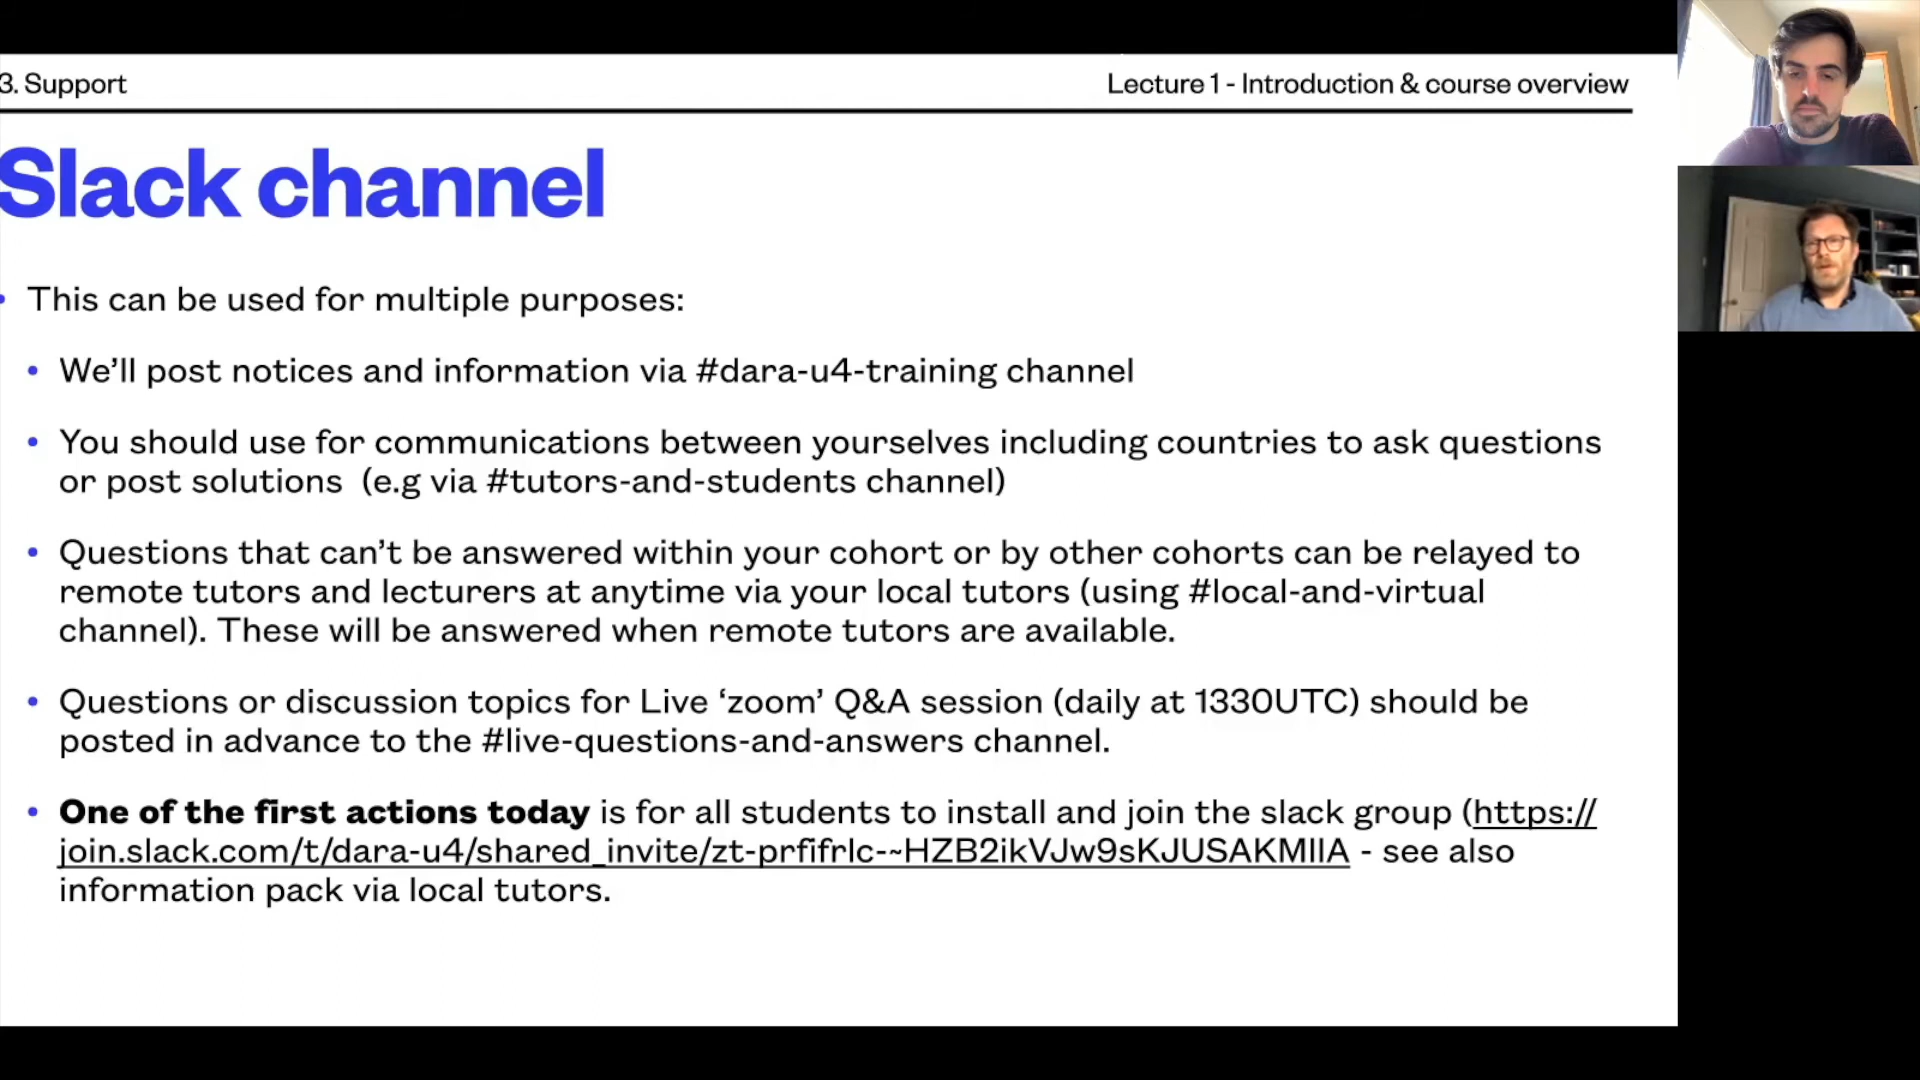 3. Support
Lecture 1 - Introduction & course overview
Slack channel
• This can be used for multiple purposes:
• We’ll post notices and information via #dara-u4-training channel
• You should use for communications between yourselves including countries to ask questions
or post solutions (e.g via #tutors-and-students channel)
• Questions that can’t be answered within your cohort or by other cohorts can be relayed to
remote tutors and lecturers at anytime via your local tutors (using #local-and-virtual
channel). These will be answered when remote tutors are available.
• Questions or discussion topics for Live ‘zoom’ Q&A session (daily at 1330UTC) should be
posted in advance to the #live-questions-and-answers channel.
• One of the first actions today is for all students to install and join the slack group (https://
join.slack.com/t/dara-u4/shared_invite/zt-prfifrlc-~HZB2ikVJw9sKJUSAKMIIA - see also
information pack via local tutors.